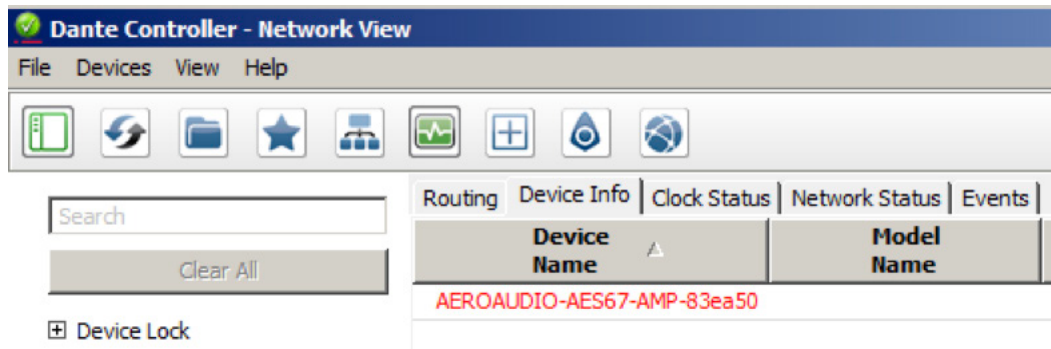 Dante Controller - Network View
File Devices View Help
Search
Clear All
Device Lock
Routing Device Info Clock Status Network Status Events
Device Name Model Name
AEROAUDIO-AES67-AMP-83ea50